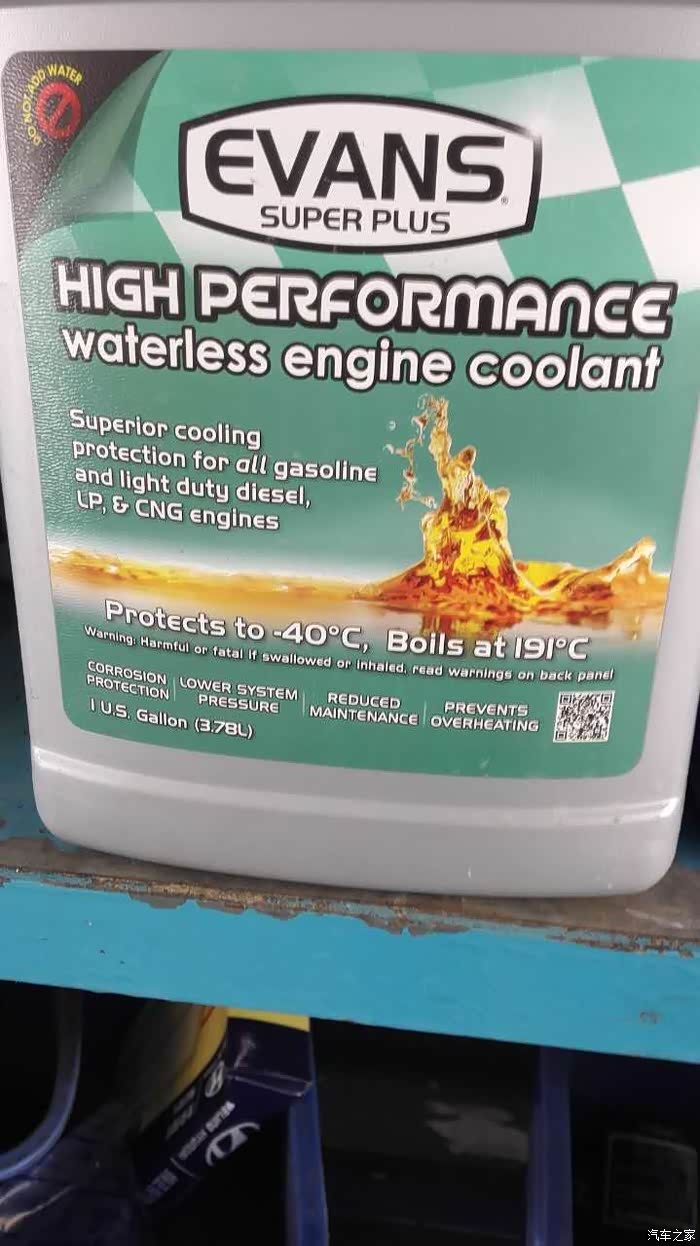 DO NOT ADD WATER
EVANS®
SUPER PLUS
HIGH PERFORMANCE
waterless engine coolant
Superior cooling
protection for all gasoline
and light duty diesel,
LP, & CNG engines
Protects to -40°C, Boils at 191°C
Warning: Harmful or fatal if swallowed or inhaled, read warnings on back panel
CORROSION
PROTECTION
LOWER SYSTEM
PRESSURE
REDUCED
MAINTENANCE
PREVENTS
OVERHEATING
1 U.S. Gallon (3.78L)
汽车之家